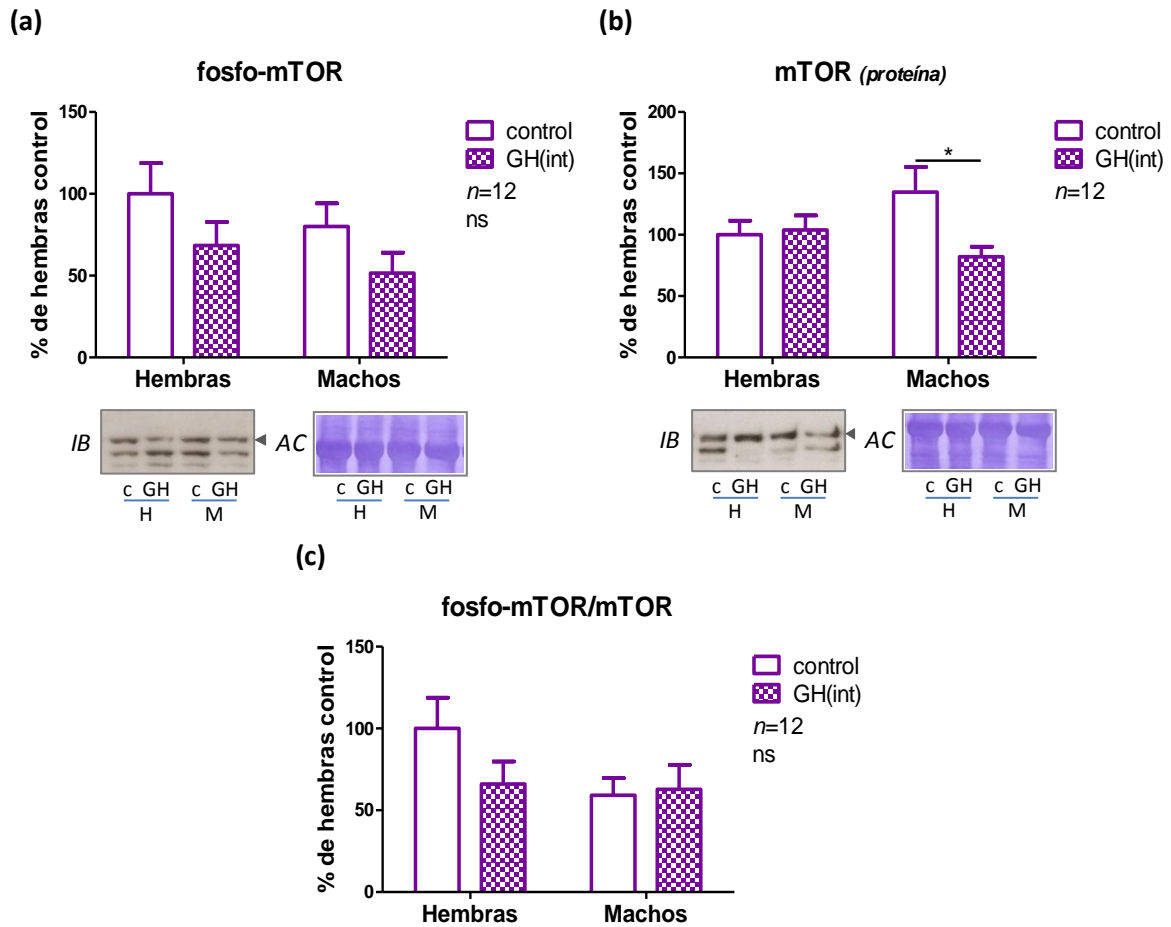 (a)
fosfo-mTOR
% de hembras control
150
100
50
0
Hembras
Machos
control
GH(int)
n=12
ns
IB
AC
c GH c GH
H M
c GH c GH
H M
(b)
mTOR (proteína)
% de hembras control
200
150
100
50
0
*
Hembras
Machos
control
GH(int)
n=12
IB
AC
c GH c GH
H M
c GH c GH
H M
(c)
fosfo-mTOR/mTOR
% de hembras control
150
100
50
0
Hembras
Machos
control
GH(int)
n=12
ns